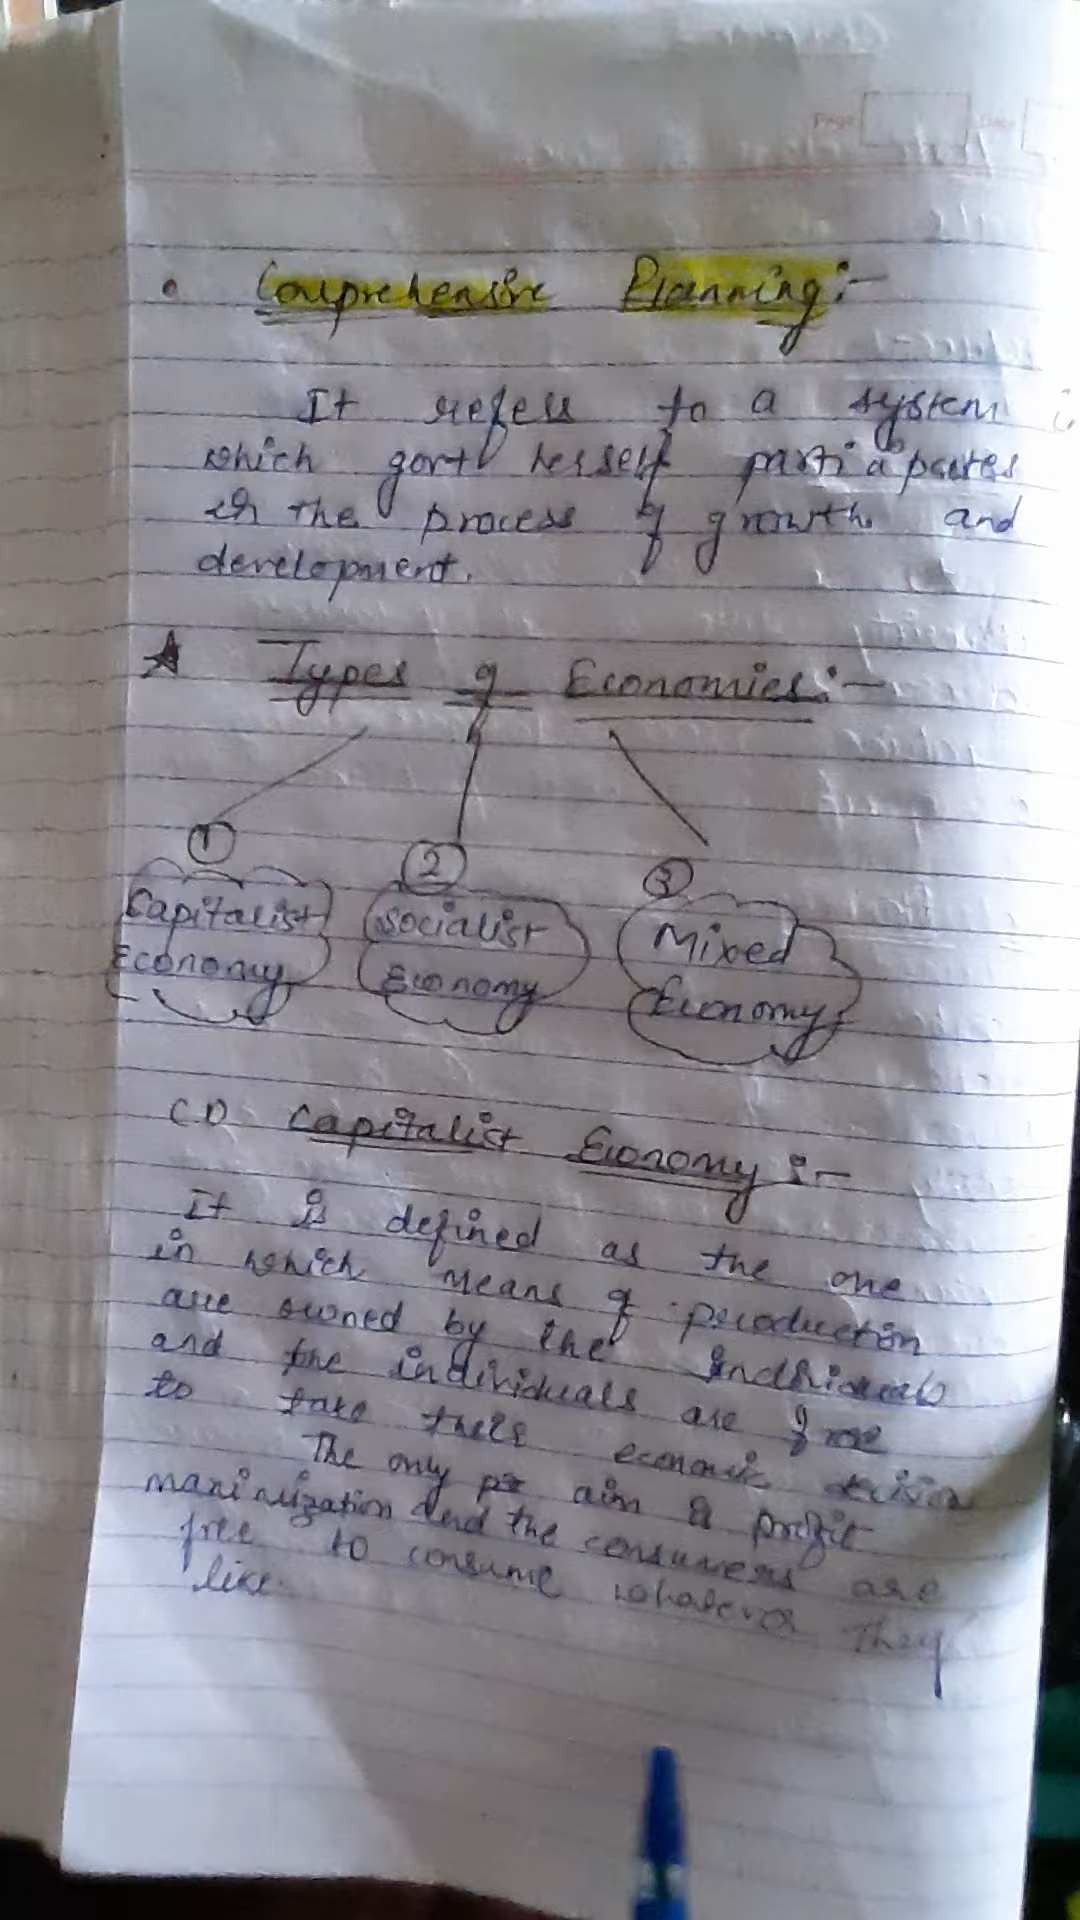 Page
Date
• Comprehensive Planning:-
It refers to a system
which govt herself participates
in the process of growth and
development.
★ Types of Economies:-
1 2 3
Capitalist Economy
Socialist Economy
Mixed Economy
(1) Capitalist Economy :-
It is defined as the one
in which means of production
are owned by the
and the individuals are free
to take their economic
The only aim is profit
maximization and the consumers are
free to consume whatever they
like.